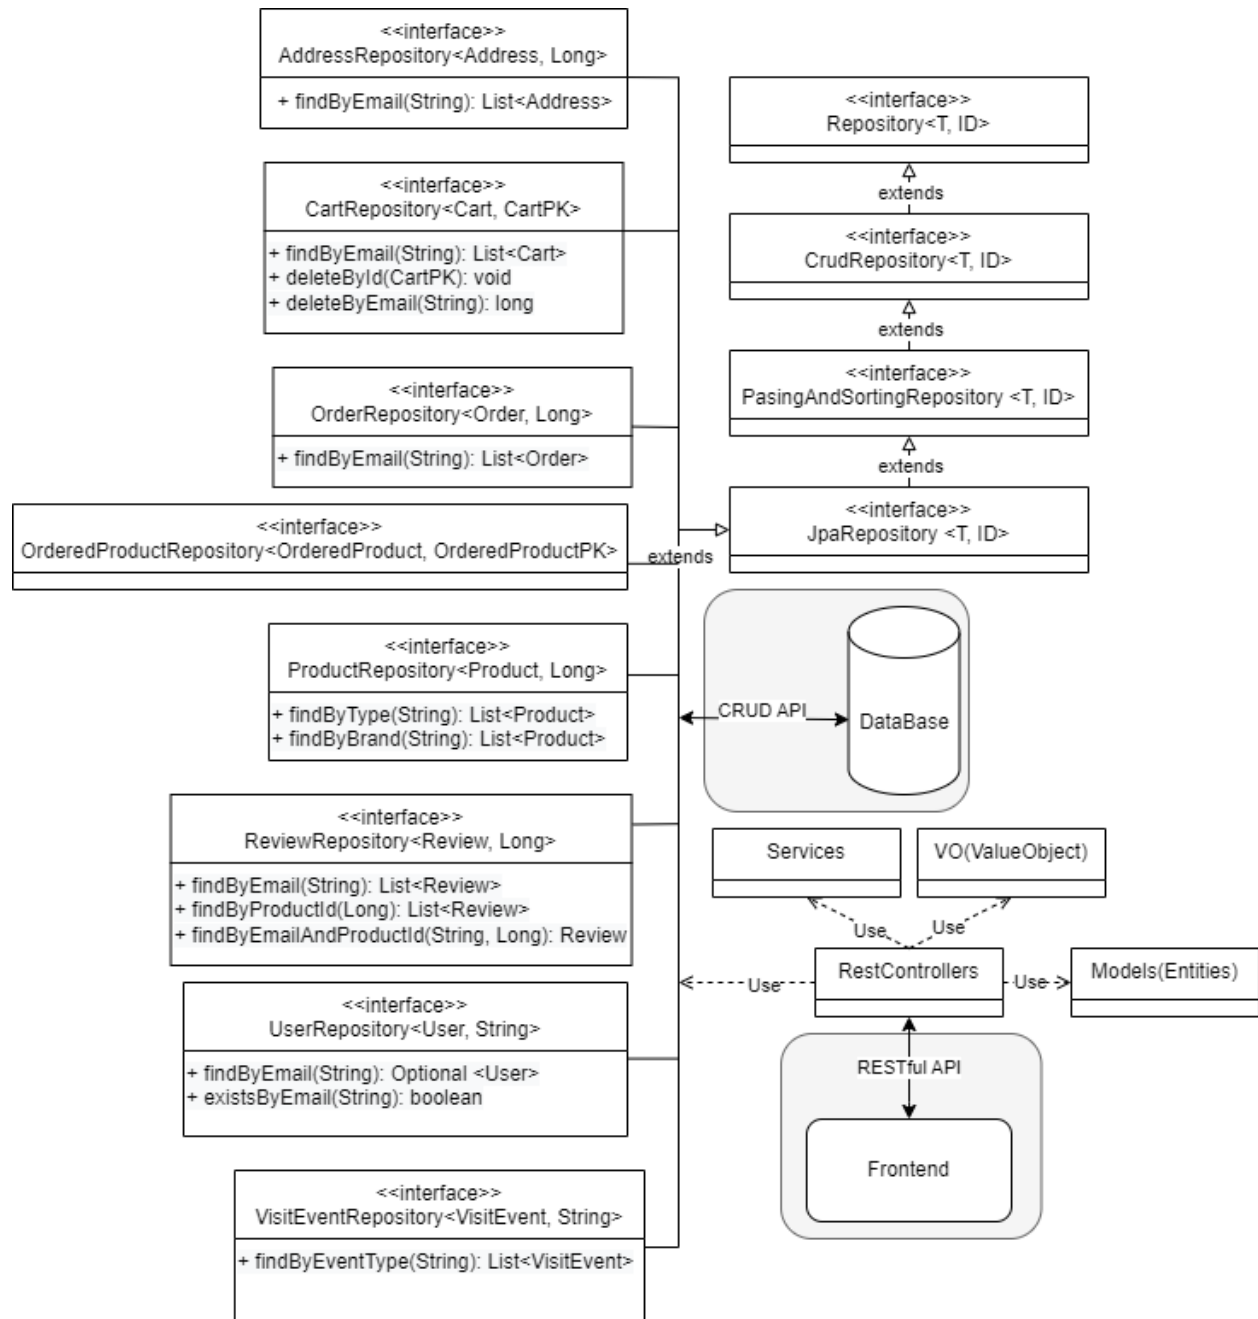 <<interface>>
AddressRepository<Address, Long>
+ findByEmail(String): List<Address>
<<interface>>
CartRepository<Cart, CartPK>
+ findByEmail(String): List<Cart>
+ deleteById(CartPK): void
+ deleteByEmail(String): long
<<interface>>
OrderRepository<Order, Long>
+ findByEmail(String): List<Order>
<<interface>>
OrderedProductRepository<OrderedProduct, OrderedProductPK>
<<interface>>
ProductRepository<Product, Long>
+ findByType(String): List<Product>
+ findByBrand(String): List<Product>
<<interface>>
ReviewRepository<Review, Long>
+ findByEmail(String): List<Review>
+ findByProductId(Long): List<Review>
+ findByEmailAndProductId(String, Long): Review
<<interface>>
UserRepository<User, String>
+ findByEmail(String): Optional <User>
+ existsByEmail(String): boolean
<<interface>>
VisitEventRepository<VisitEvent, String>
+ findByEventType(String): List<VisitEvent>
<<interface>>
Repository<T, ID>
extends
<<interface>>
CrudRepository<T, ID>
extends
<<interface>>
PasingAndSortingRepository <T, ID>
extends
<<interface>>
JpaRepository <T, ID>
extends
CRUD API
DataBase
Services
VO(ValueObject)
Use
Use
RestControllers
Use
Use
Models(Entities)
RESTful API
Frontend